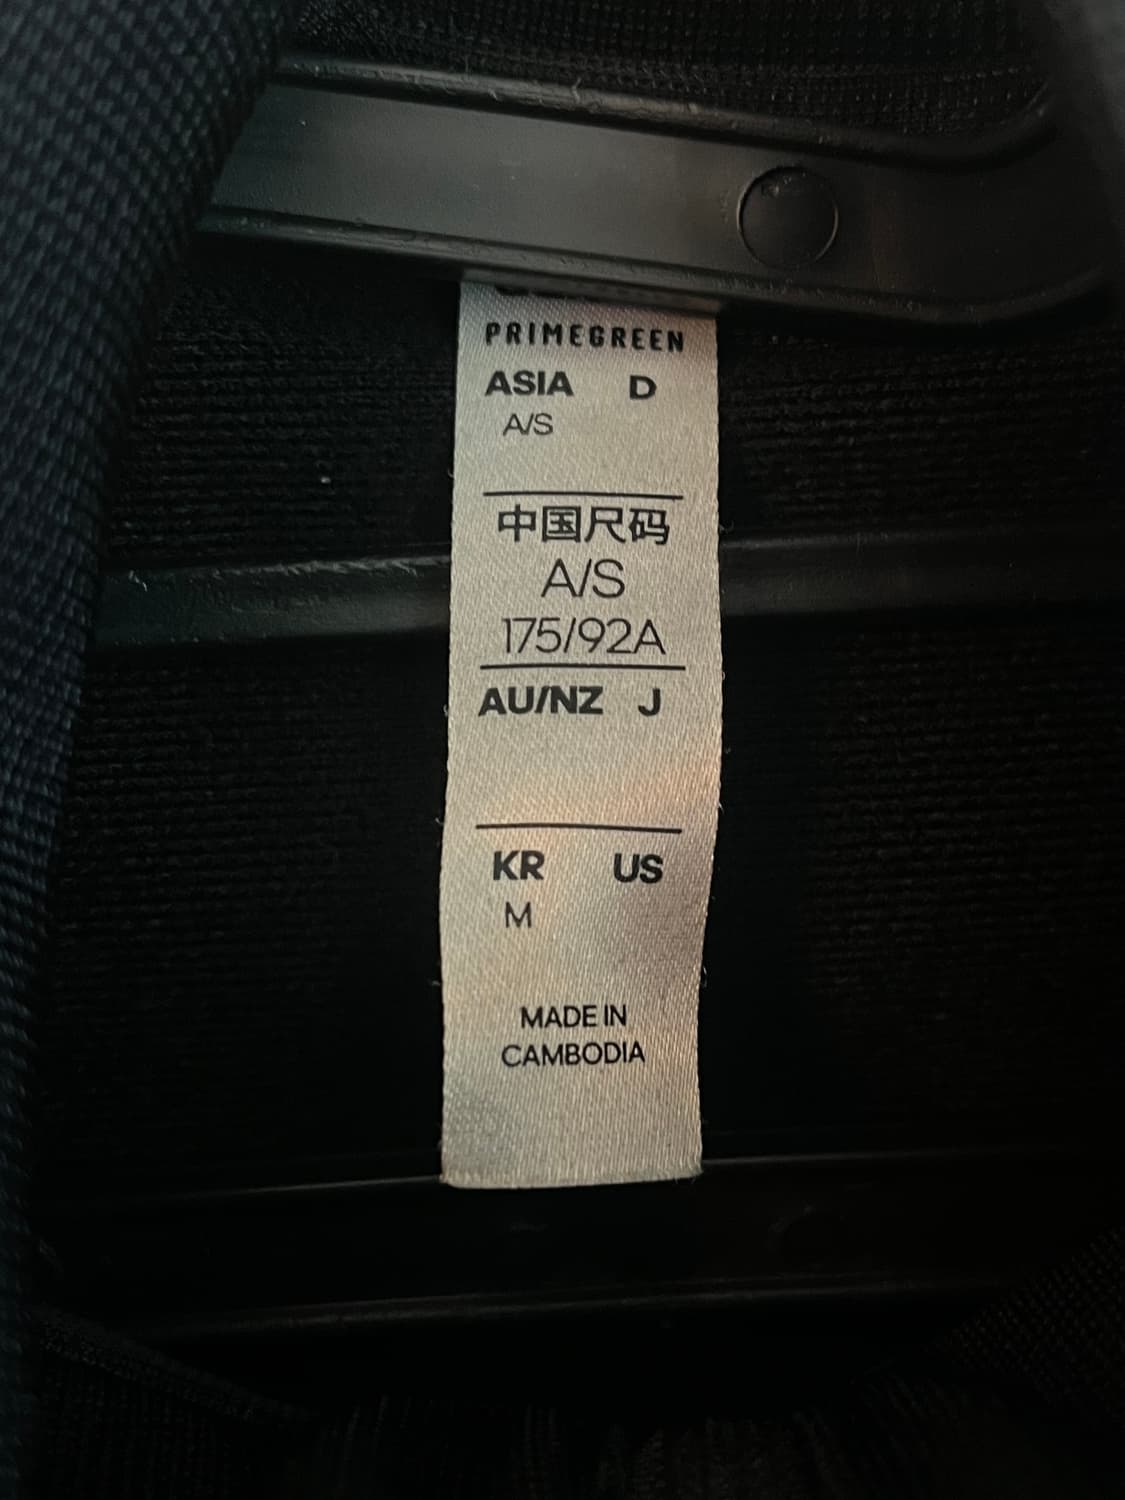 PRIMEGREEN
ASIA D
A/S
中国尺码
A/S
175/92A
AU/NZ J
KR US
M
MADE IN
CAMBODIA